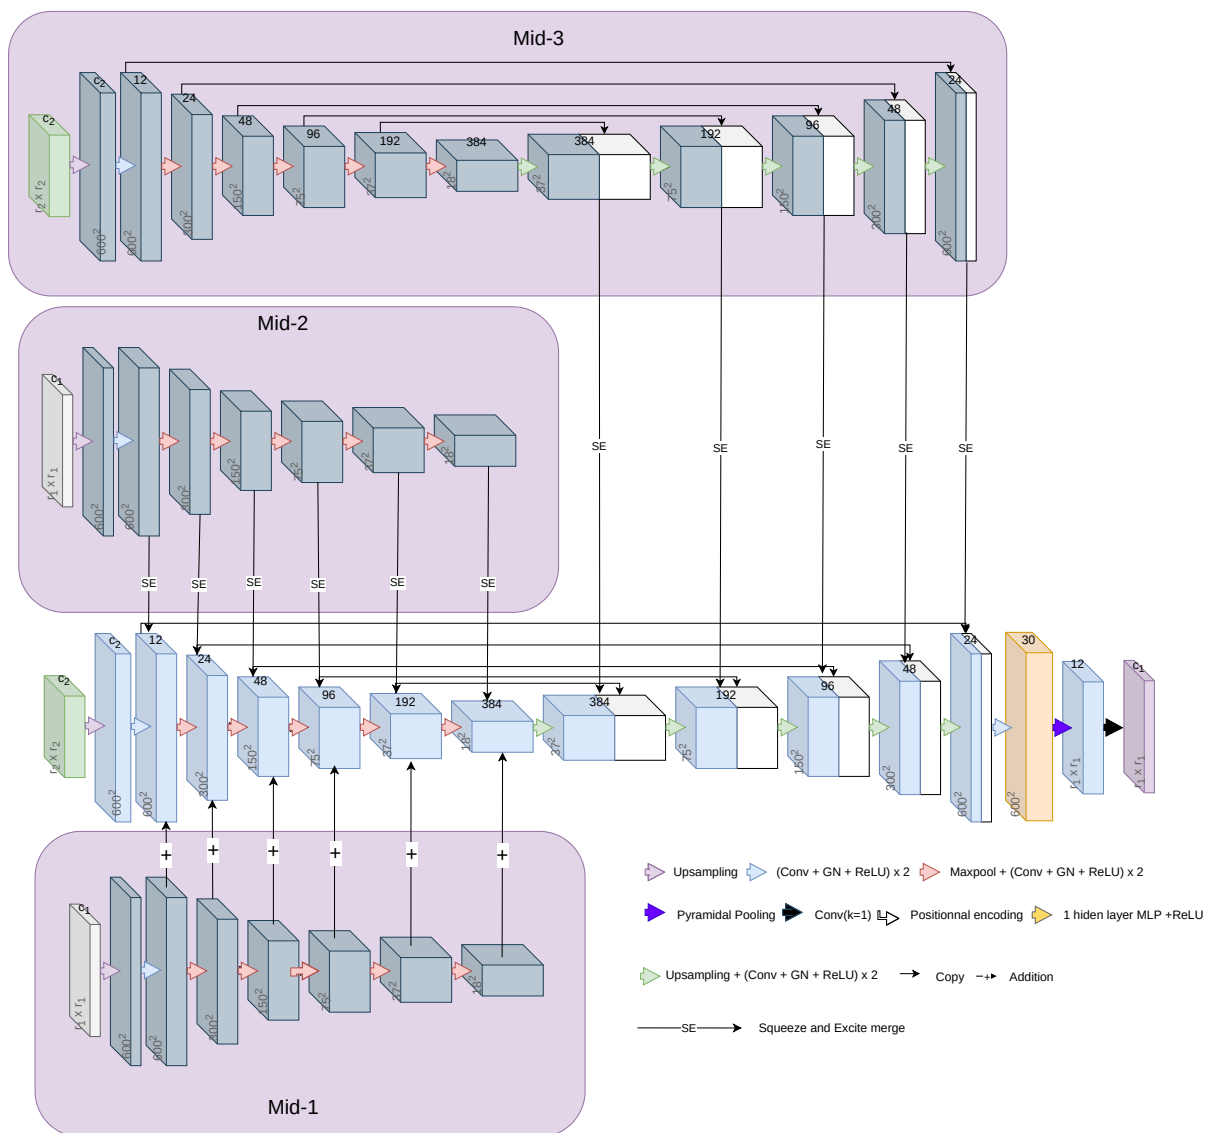 Mid-3
c2 12 24 48 96 192 384 384 192 96 48 24
c2
r2 x r2 600² 600² 300² 150² 75² 37² 18² 37² 75² 150² 300² 600²
Mid-2
c1
r1 x r1 600² 600² 300² 150² 75² 37² 18²
SE SE SE SE SE
SE SE SE SE SE SE
c2 12 24 48 96 192 384 384 192 96 48 24 30 12 c1
c2
r2 x r2 600² 600² 300² 150² 75² 37² 18² 37² 75² 150² 300² 600² 600² r1 x r1 r1 x r1
+ + + + + +
c1
r1 x r1 600² 600² 300² 150² 75² 37² 18²
Mid-1
Upsampling (Conv + GN + ReLU) x 2 Maxpool + (Conv + GN + ReLU) x 2
Pyramidal Pooling Conv(k=1) Positionnal encoding 1 hiden layer MLP +ReLU
Upsampling + (Conv + GN + ReLU) x 2 Copy + Addition
SE Squeeze and Excite merge